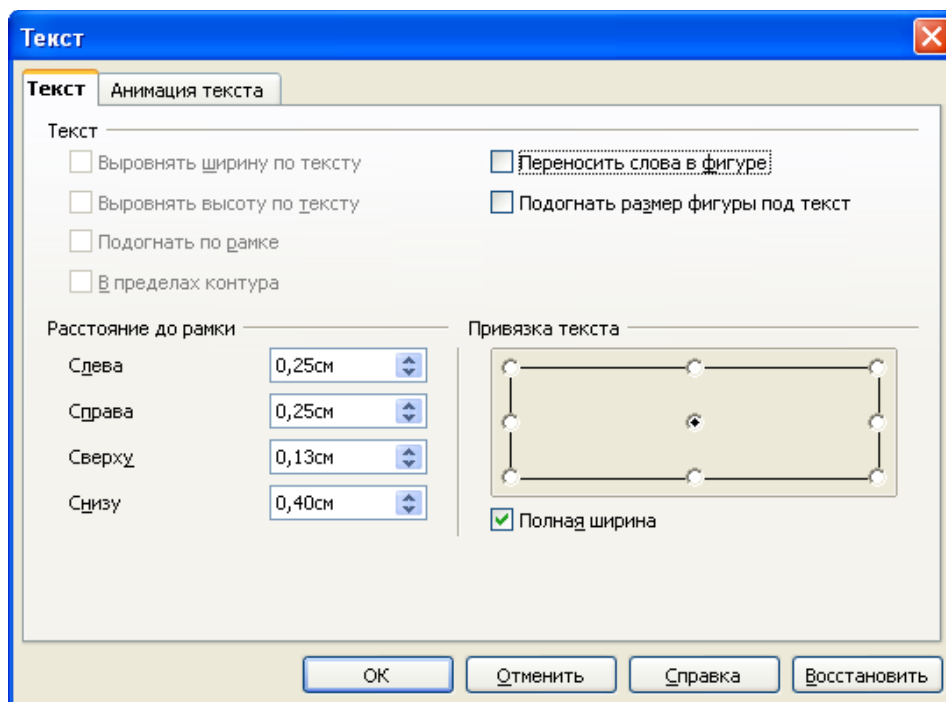 Текст
Текст Анимация текста
Текст
Выровнять ширину по тексту Переносить слова в фигуре
Выровнять высоту по тексту Подогнать размер фигуры под текст
Подогнать по рамке
В пределах контура
Расстояние до рамки Привязка текста
Слева 0,25см
Справа 0,25см
Сверху 0,13см
Снизу 0,40см
Полная ширина
ОК Отменить Справка Восстановить